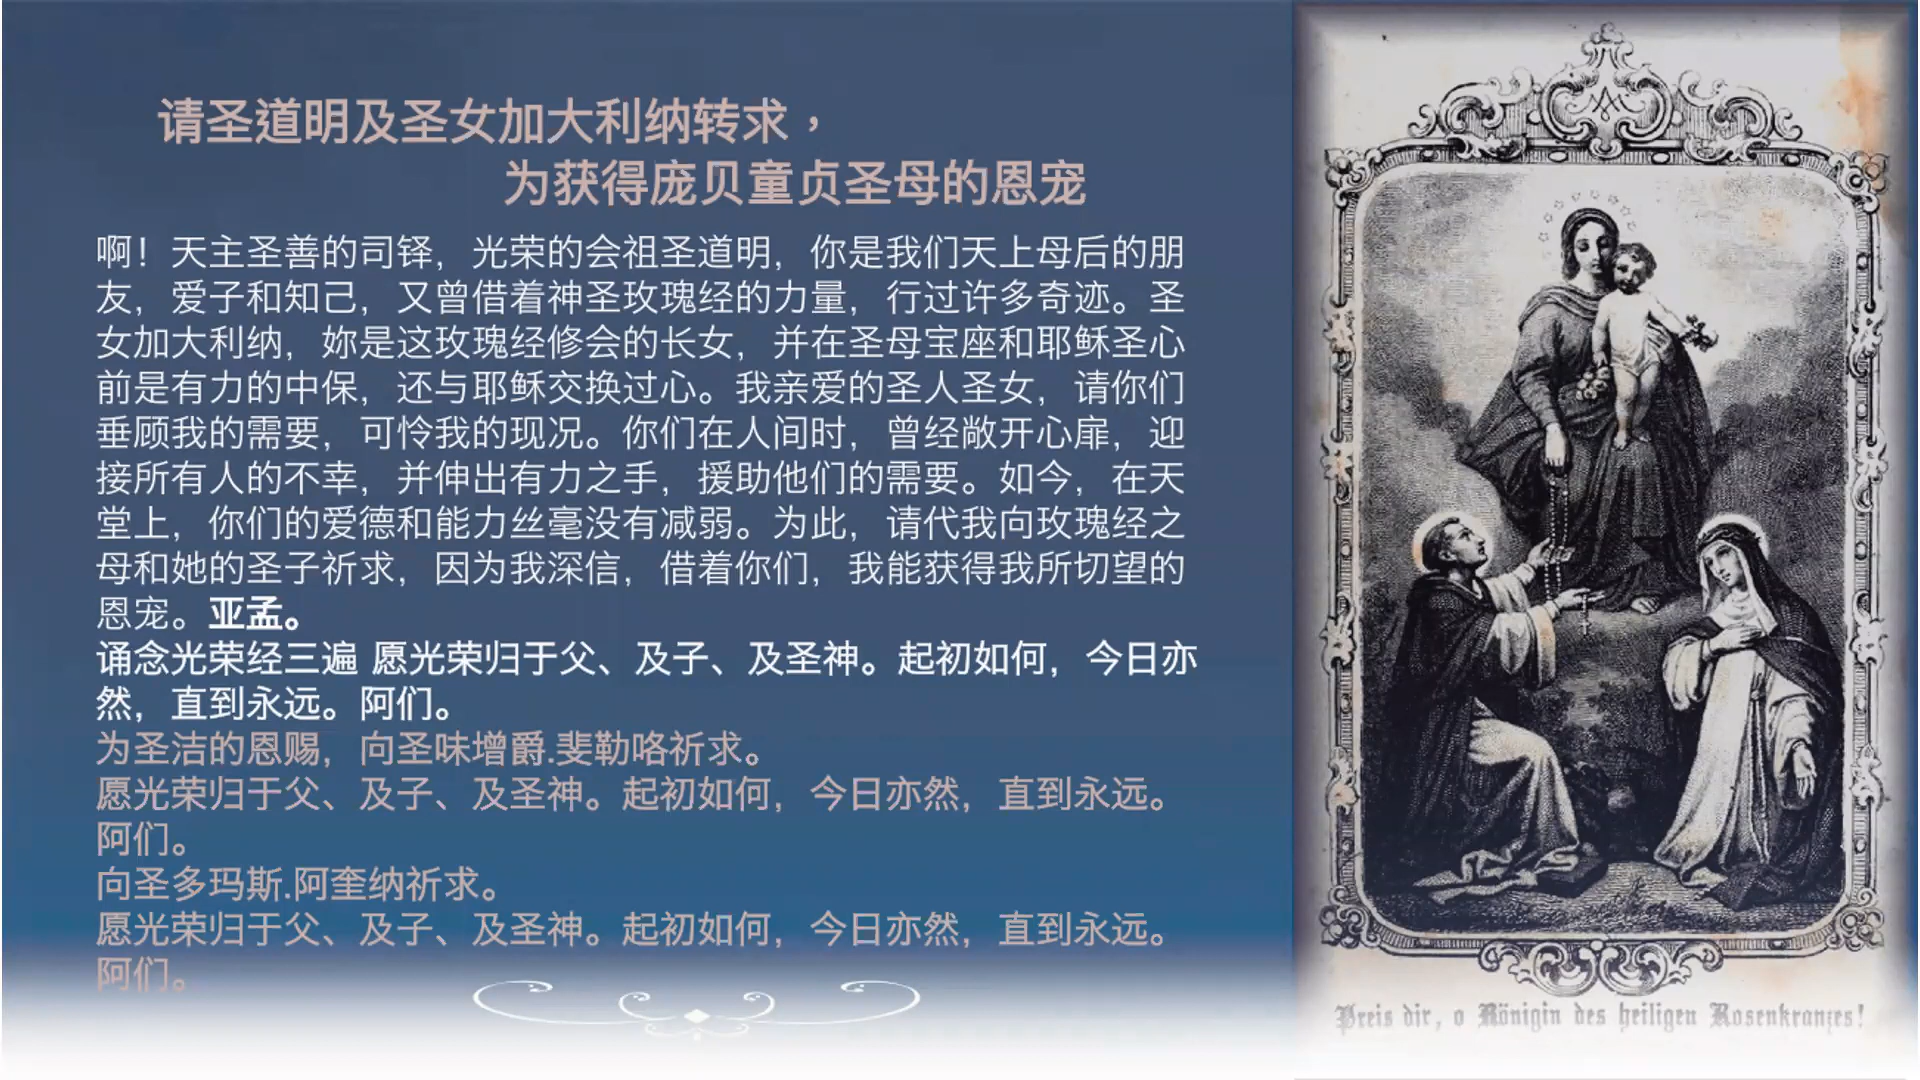 请圣道明及圣女加大利纳转求，
为获得庞贝童贞圣母的恩宠
啊！天主圣善的司铎，光荣的会祖圣道明，你是我们天上母后的朋
友，爱子和知己，又曾借着神圣玫瑰经的力量，行过许多奇迹。圣
女加大利纳，妳是这玫瑰经修会的长女，并在圣母宝座和耶稣圣心
前是有力的中保，还与耶稣交换过心。我亲爱的圣人圣女，请你们
垂顾我的需要，可怜我的现况。你们在人间时，曾经敞开心扉，迎
接所有人的不幸，并伸出有力之手，援助他们的需要。如今，在天
堂上，你们的爱德和能力丝毫没有减弱。为此，请代我向玫瑰经之
母和她的圣子祈求，因为我深信，借着你们，我能获得我所切望的
恩宠。亚孟。
诵念光荣经三遍 愿光荣归于父、及子、及圣神。起初如何，今日亦
然，直到永远。阿们。
为圣洁的恩赐，向圣味增爵.斐勒咯祈求。
愿光荣归于父、及子、及圣神。起初如何，今日亦然，直到永远。
阿们。
向圣多玛斯.阿奎纳祈求。
愿光荣归于父、及子、及圣神。起初如何，今日亦然，直到永远。
阿们。
Preis dir, o Königin des heiligen Rosenkranzes!